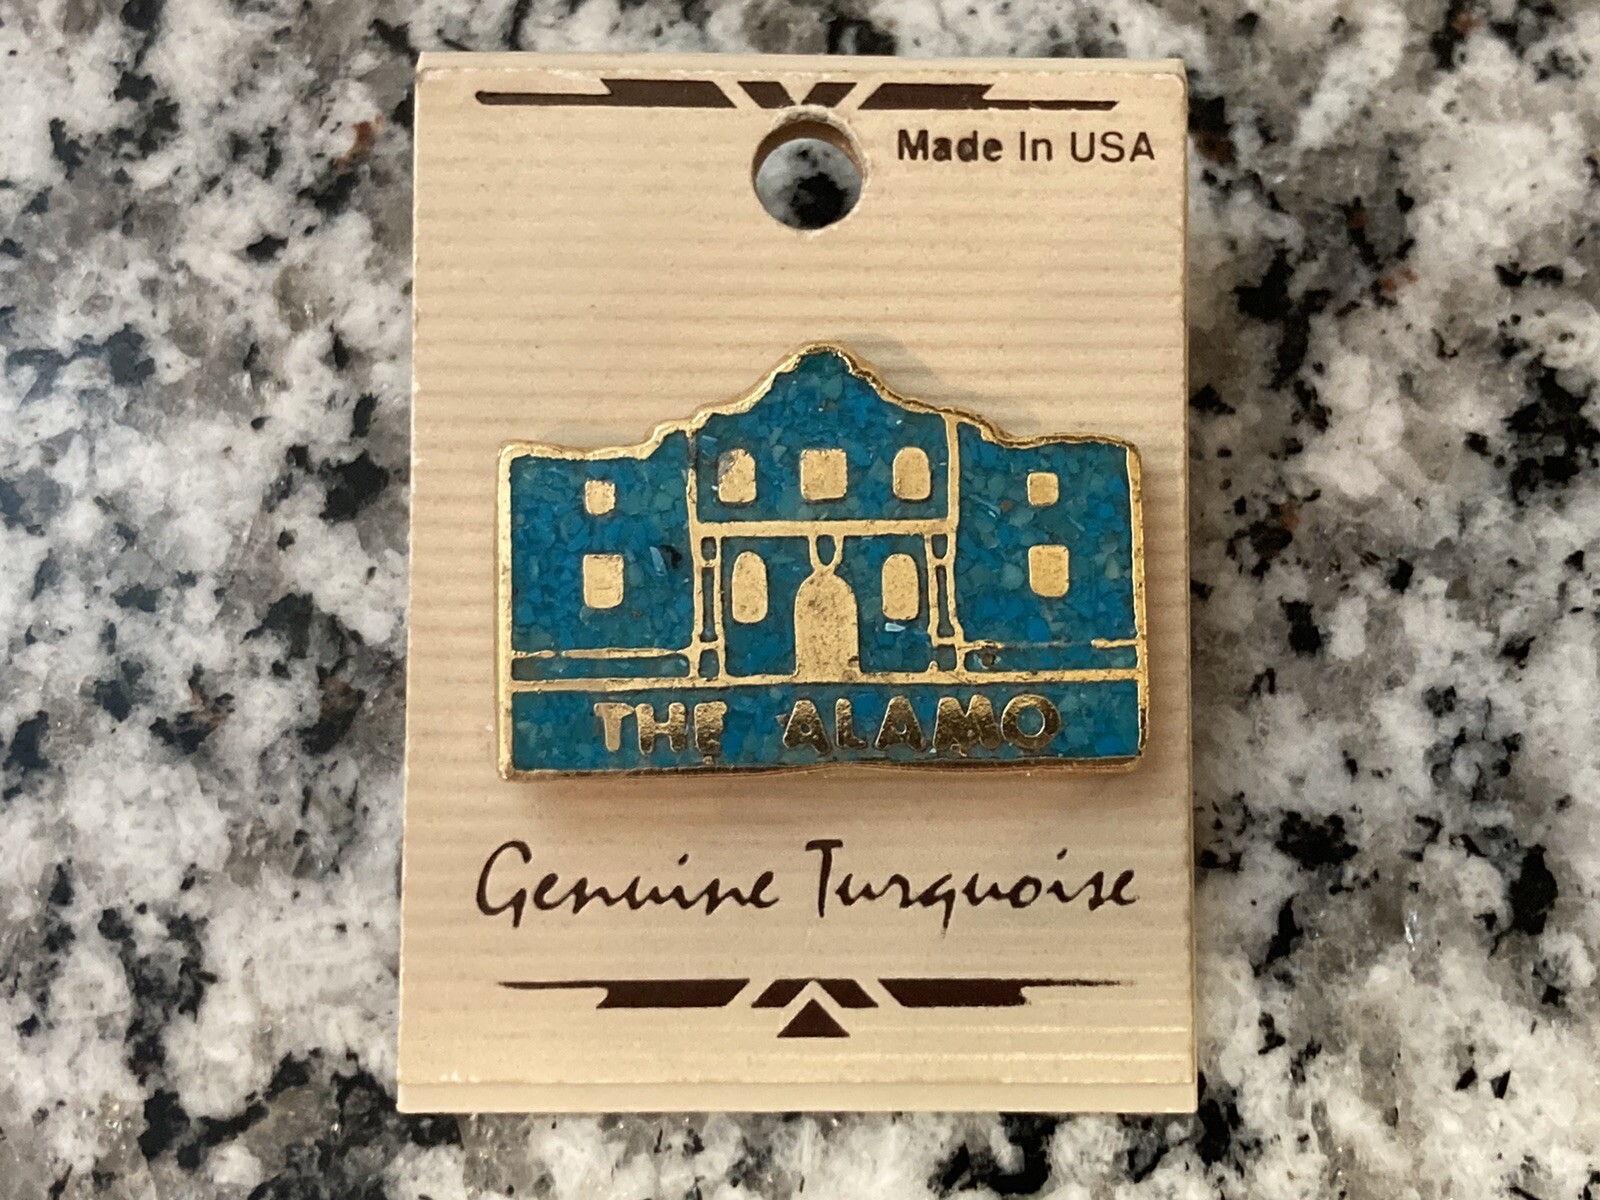 Made In USA
THE ALAMO
Genuine Turquoise